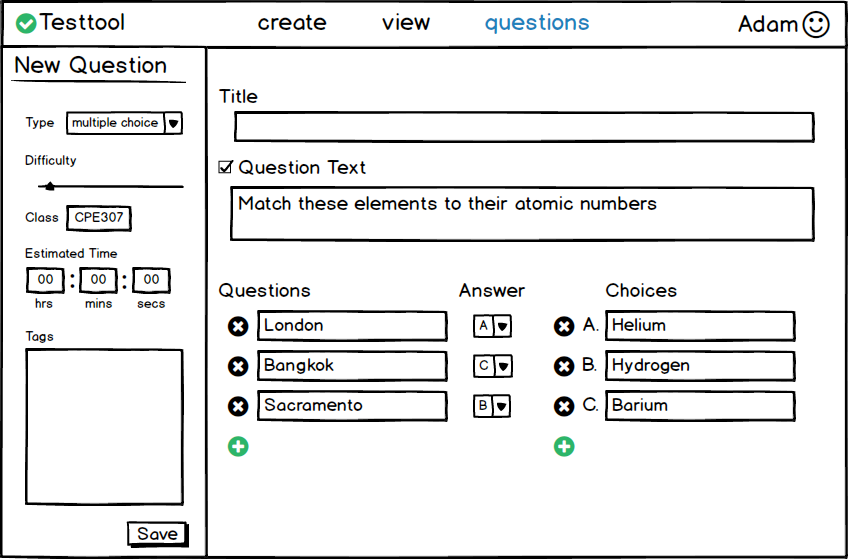 Testtool create view questions Adam
New Question
Type multiple choice
Difficulty
Class CPE307
Estimated Time
00 : 00 : 00
hrs mins secs
Tags
Save
Title
Question Text
Match these elements to their atomic numbers
Questions Answer Choices
London A A. Helium
Bangkok C B. Hydrogen
Sacramento B C. Barium